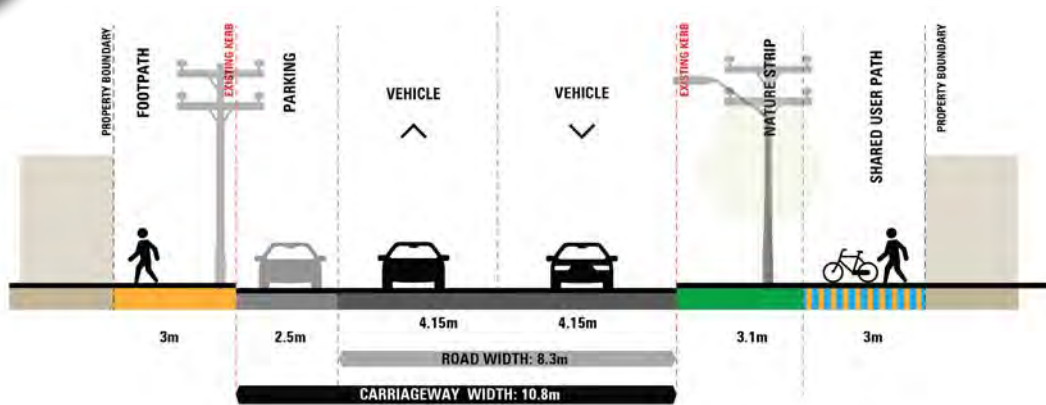 PROPERTY BOUNDARY
FOOTPATH
EXISTING KERB
PARKING
VEHICLE
VEHICLE
EXISTING KERB
NATURE STRIP
SHARED USER PATH
PROPERTY BOUNDARY
3m
2.5m
4.15m
4.15m
3.1m
3m
ROAD WIDTH: 8.3m
CARRIAGEWAY WIDTH: 10.8m